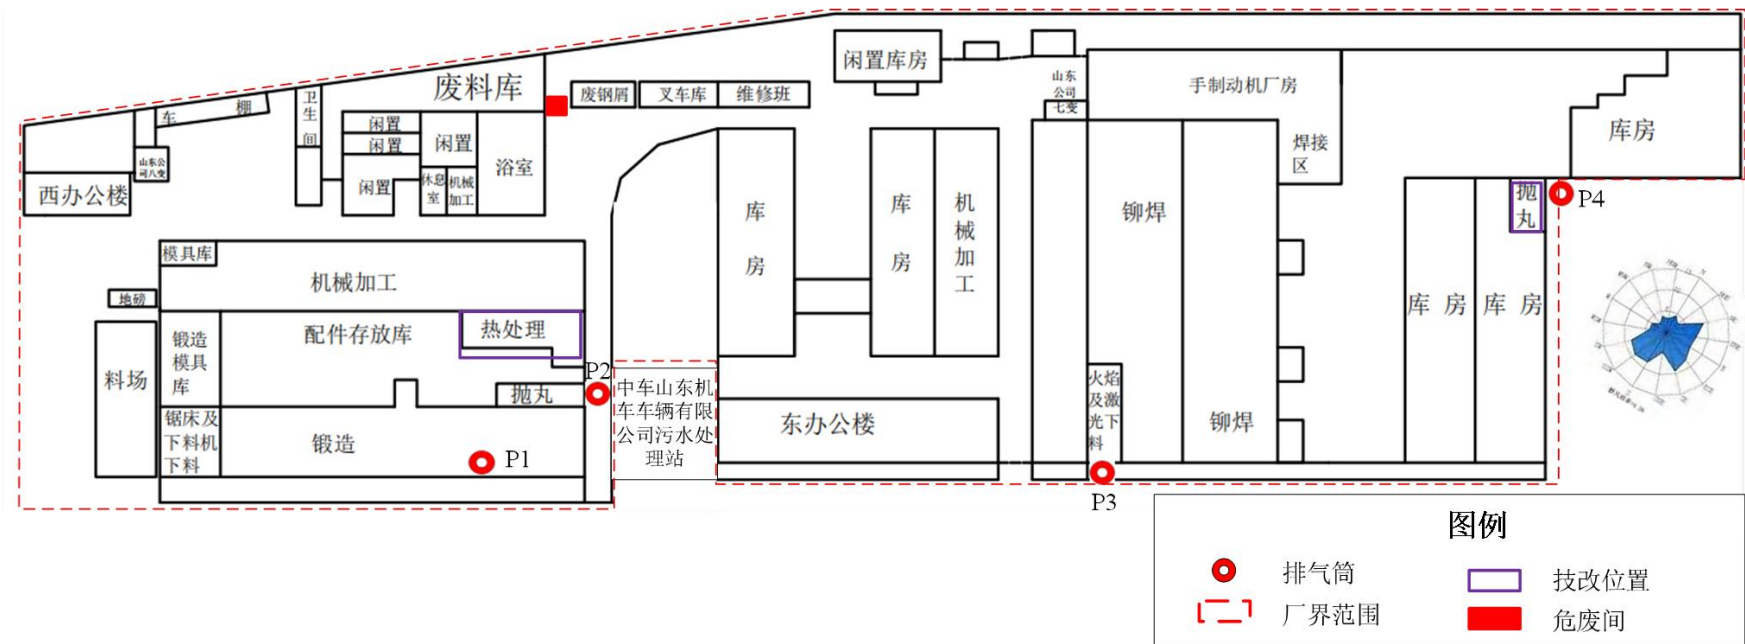 闲置库房
山东
公司
七变
手制动机厂房
废料库
废钢屑
叉车库
维修班
卫
生
间
车
棚
闲置
闲置
闲置
闲置
浴室
休息
室
机械
加工
焊接
区
库房
山东公
司八变
西办公楼
抛
丸
P4
库
房
库
房
机
械
加
工
铆焊
模具库
机械加工
地磅
锻造
模具
库
配件存放库
热处理
库 房
库 房
料场
P2
抛丸
中车山东机
车车辆有限
公司污水处
理站
火焰
及激
光下
料
东办公楼
铆焊
锯床及
下料机
下料
锻造
P1
P3
图例
排气筒
技改位置
厂界范围
危废间